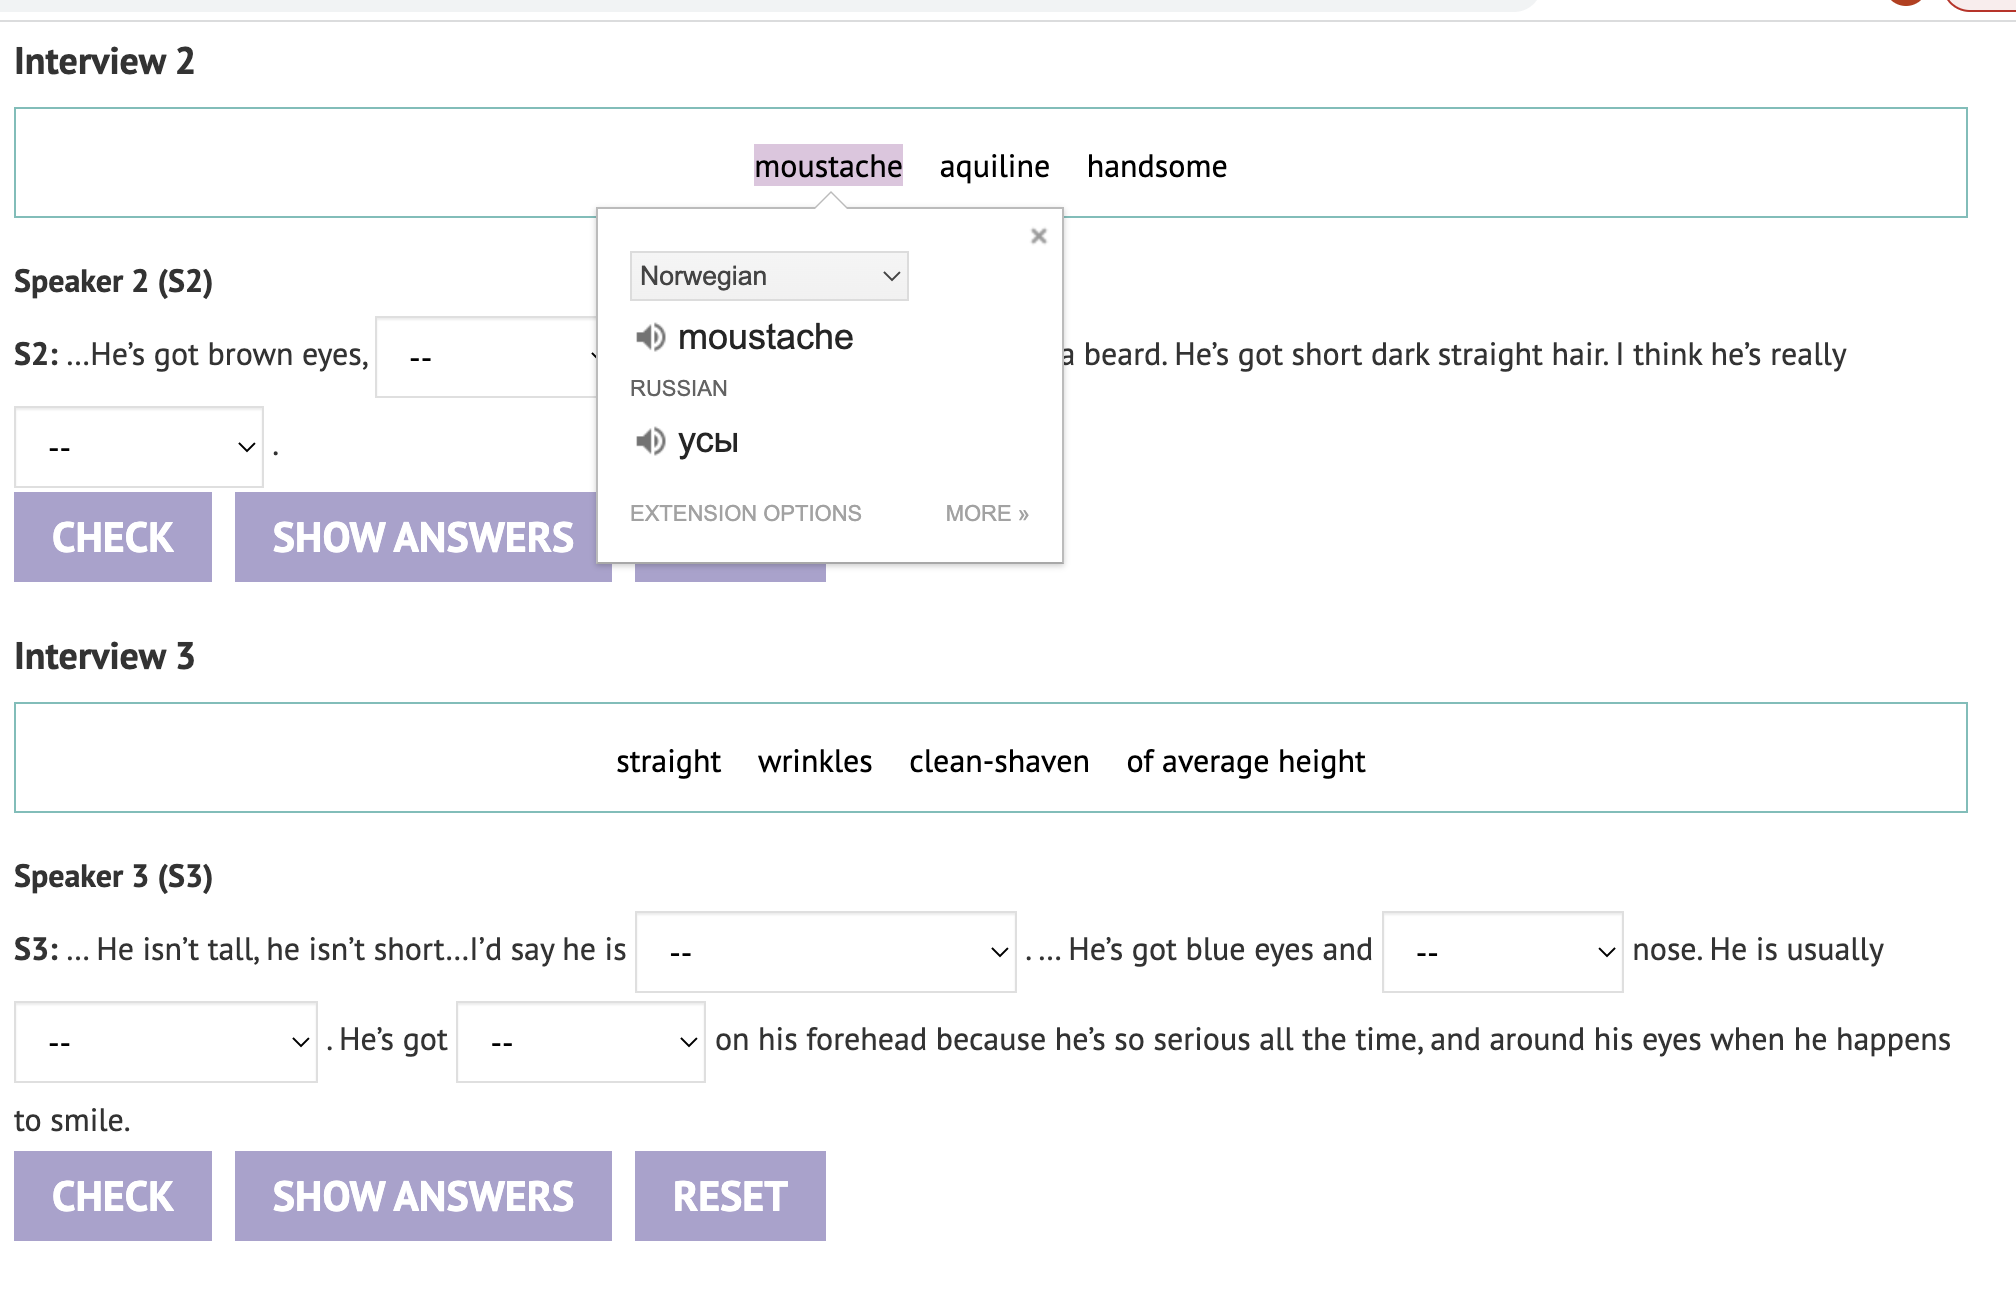 Interview 2
moustache aquiline handsome
Norwegian
moustache
RUSSIAN
усы
EXTENSION OPTIONS MORE »
Speaker 2 (S2)
S2: ...He’s got brown eyes, -- a beard. He’s got short dark straight hair. I think he’s really
-- .
CHECK SHOW ANSWERS
Interview 3
straight wrinkles clean-shaven of average height
Speaker 3 (S3)
S3: ... He isn’t tall, he isn’t short...I’d say he is -- . ... He’s got blue eyes and -- nose. He is usually
-- . He’s got -- on his forehead because he’s so serious all the time, and around his eyes when he happens
to smile.
CHECK SHOW ANSWERS RESET